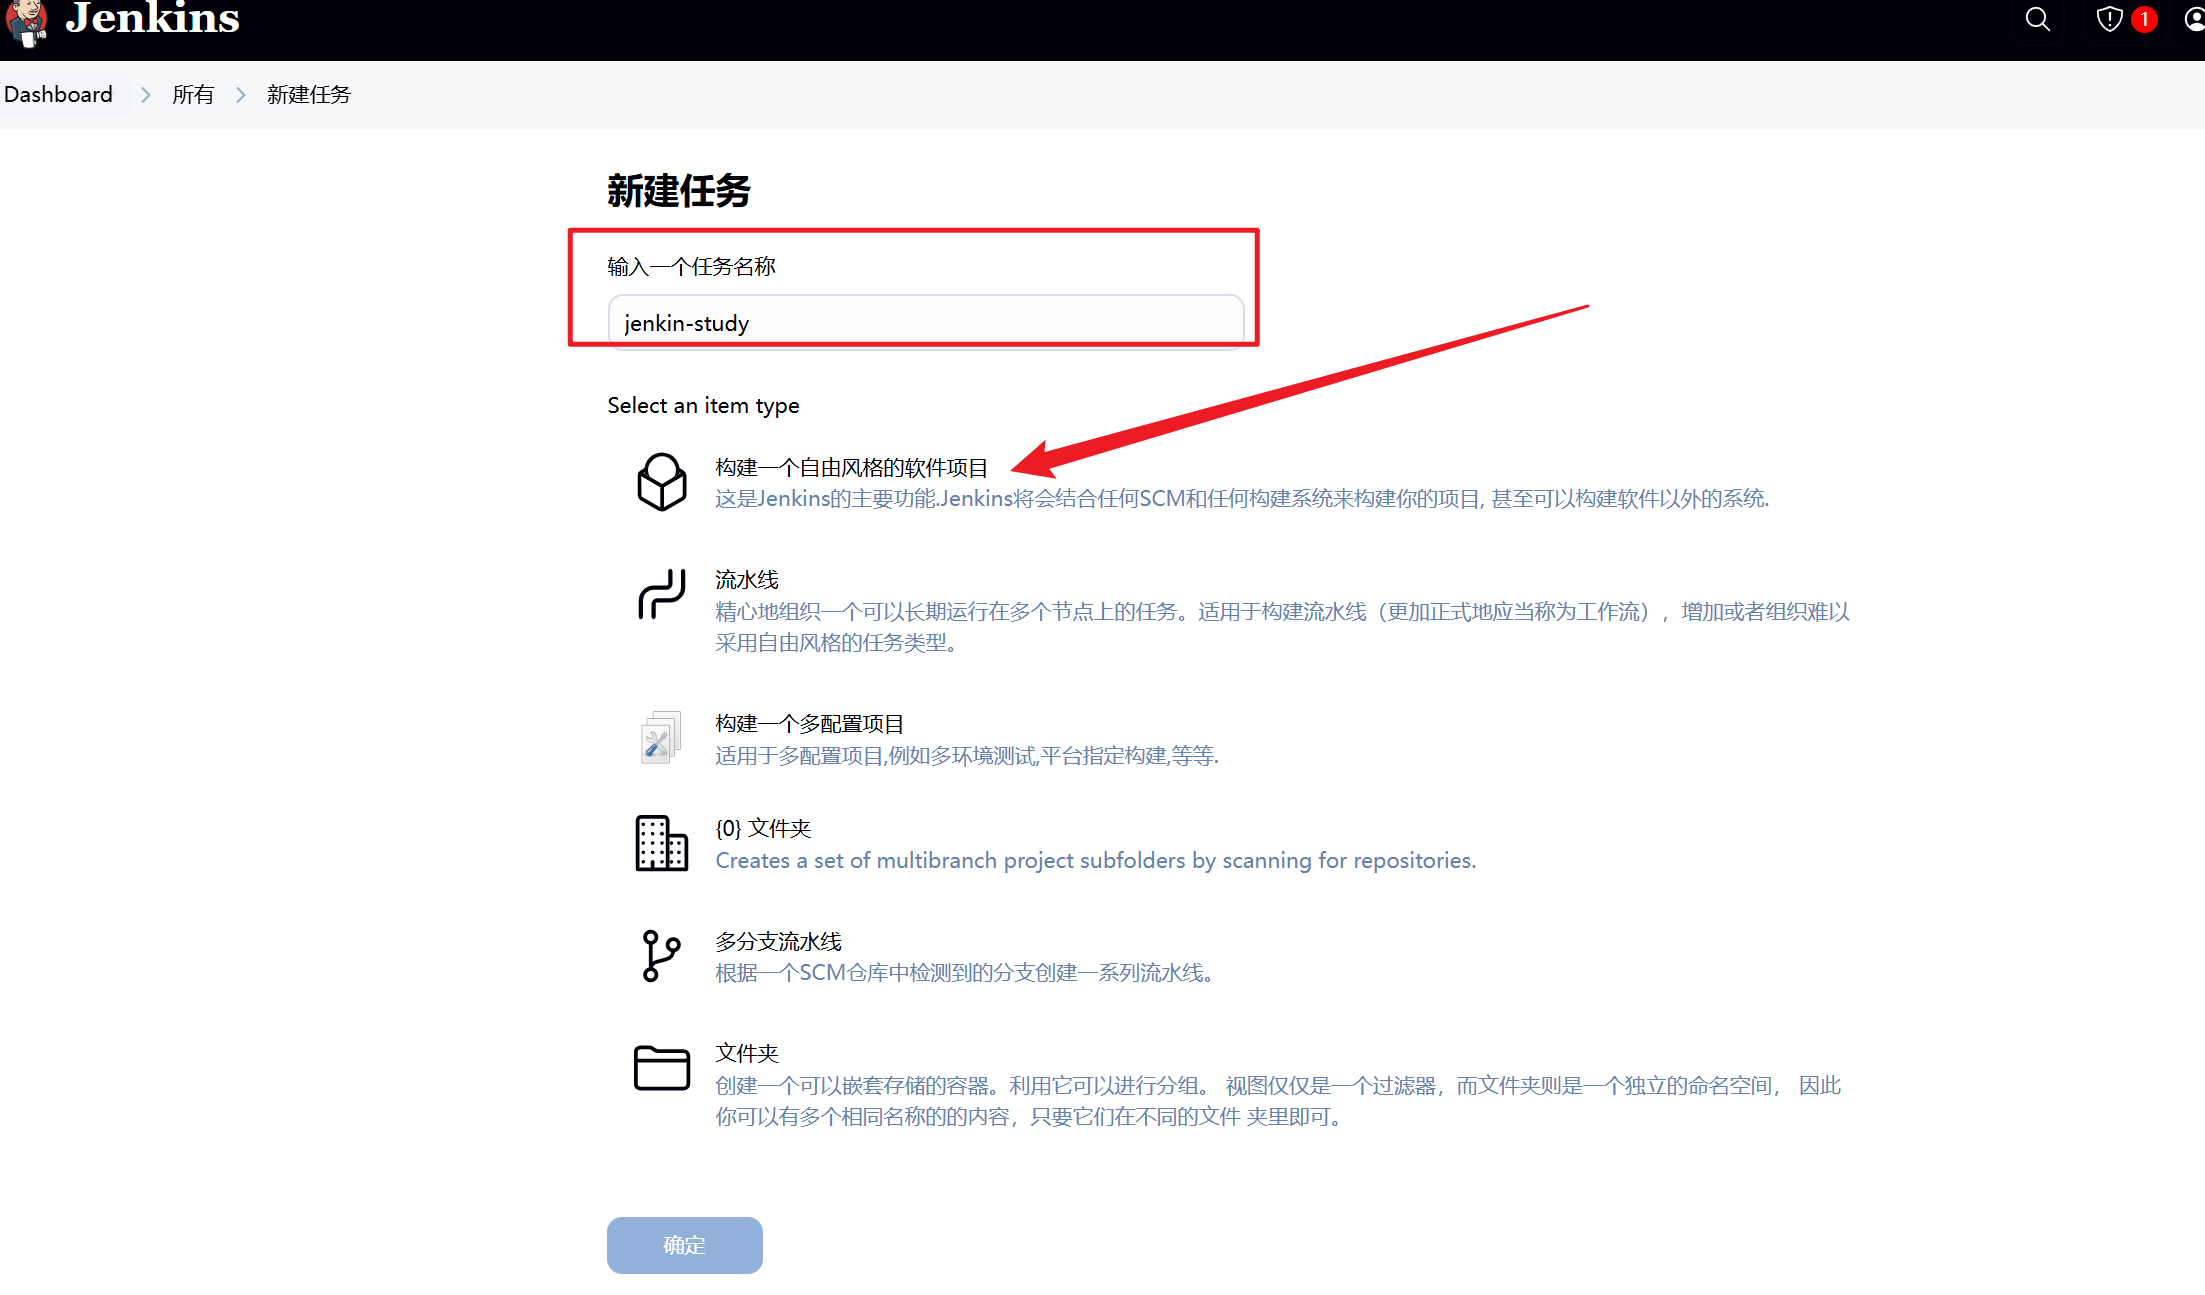 Jenkins
1
Dashboard
所有
新建任务
新建任务
输入一个任务名称
jenkin-study
Select an item type
构建一个自由风格的软件项目
这是Jenkins的主要功能.Jenkins将会结合任何SCM和任何构建系统来构建你的项目, 甚至可以构建软件以外的系统.
流水线
精心地组织一个可以长期运行在多个节点上的任务。适用于构建流水线（更加正式地应当称为工作流），增加或者组织难以
采用自由风格的任务类型。
构建一个多配置项目
适用于多配置项目,例如多环境测试,平台指定构建,等等.
{0} 文件夹
Creates a set of multibranch project subfolders by scanning for repositories.
多分支流水线
根据一个SCM仓库中检测到的分支创建一系列流水线。
文件夹
创建一个可以嵌套存储的容器。利用它可以进行分组。 视图仅仅是一个过滤器，而文件夹则是一个独立的命名空间， 因此
你可以有多个相同名称的的内容，只要它们在不同的文件 夹里即可。
确定